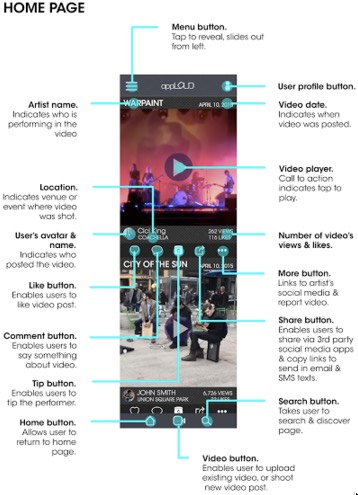 HOME PAGE
Menu button.
Tap to reveal, slides out
from left.
appLOUD
User profile button.
Artist name.
Indicates who is
performing in the
video
WARPAINT
APRIL 10, 2015
Video date.
Indicates when
video was posted.
Video player.
Call to action
indicates tap to
play.
Location.
Indicates venue or
event where video
was shot.
User's avatar &
name.
Indicates who
posted the video.
COACHELLA
262 VIEWS
116 LIKES
Number of video's
views & likes.
Like button.
Enables users to
like video post.
CITY OF THE SUN
APRIL 10, 2015
More button.
Links to artist's
social media &
report video.
Comment button.
Enables users to
say something
about video.
Share button.
Enables users to
share via 3rd party
social media apps
& copy links to
send in email &
SMS texts.
Tip button.
Enables users to
tip the performer.
JOHN SMITH
UNION SQUARE PARK
6,726 VIEWS
LIKES
Home button.
Allows user to
return to home
page.
Search button.
Takes user to
search & discover
page.
Video button.
Enables user to upload
existing video, or shoot
new video post.